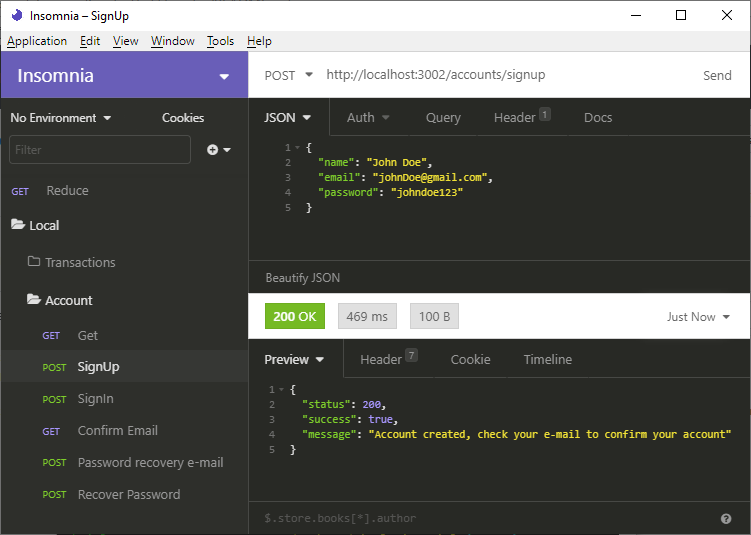 Insomnia – SignUp
Application Edit View Window Tools Help
Insomnia
POST http://localhost:3002/accounts/signup Send
No Environment Cookies
JSON Auth Query Header 1 Docs
Filter
1 {
2 "name": "John Doe",
3 "email": "johnDoe@gmail.com",
4 "password": "johndoe123"
5 }
GET Reduce
Local
Transactions
Account
GET Get
POST SignUp
POST SignIn
GET Confirm Email
POST Password recovery e-mail
POST Recover Password
Beautify JSON
200 OK 469 ms 100 B Just Now
Preview Header 7 Cookie Timeline
1 {
2 "status": 200,
3 "success": true,
4 "message": "Account created, check your e-mail to confirm your account"
5 }
$.store.books[*].author